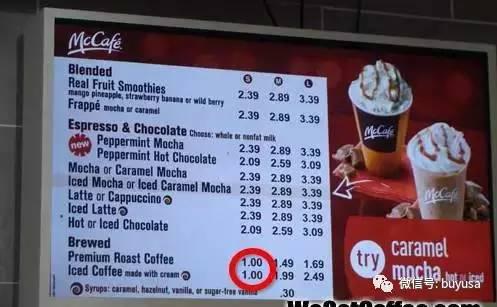 McCafé
Blended
S M L
Real Fruit Smoothies
mango pineapple, strawberry banana or wild berry 2.39 2.89 3.39
Frappé mocha or caramel 2.39 2.89 3.39
Espresso & Chocolate Choose: whole or nonfat milk
new Peppermint Mocha 2.39 2.89 3.39
Peppermint Hot Chocolate 2.09 2.59 3.09
Mocha or Caramel Mocha 2.39 2.89 3.39
Iced Mocha or Iced Caramel Mocha 2.39 2.89 3.39
Latte or Cappuccino 2.39 2.89 3.39
Iced Latte 2.39 2.89 3.39
Hot or Iced Chocolate 2.09 2.59 3.09
Brewed
Premium Roast Coffee 1.00 1.49 1.69
Iced Coffee made with cream 1.00 1.99 2.49
Syrups: caramel, hazelnut, vanilla, or sugar-free vanilla .30
McCafé
try caramel
mocha, hot or iced
微信号: buyusa